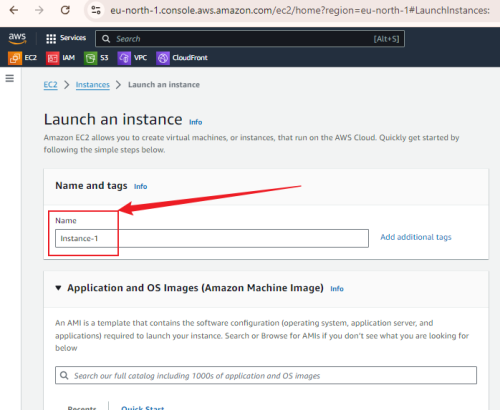 eu-north-1.console.aws.amazon.com/ec2/home?region=eu-north-1#LaunchInstances:
aws Services Search [Alt+S]
EC2 IAM S3 VPC CloudFront
EC2 > Instances > Launch an instance
Launch an instance Info
Amazon EC2 allows you to create virtual machines, or instances, that run on the AWS Cloud. Quickly get started by
following the simple steps below.
Name and tags Info
Name
Instance-1
Add additional tags
Application and OS Images (Amazon Machine Image) Info
An AMI is a template that contains the software configuration (operating system, application server, and
applications) required to launch your instance. Search or Browse for AMIs if you don't see what you are looking for
below
Search our full catalog including 1000s of application and OS images
Recents Quick Start